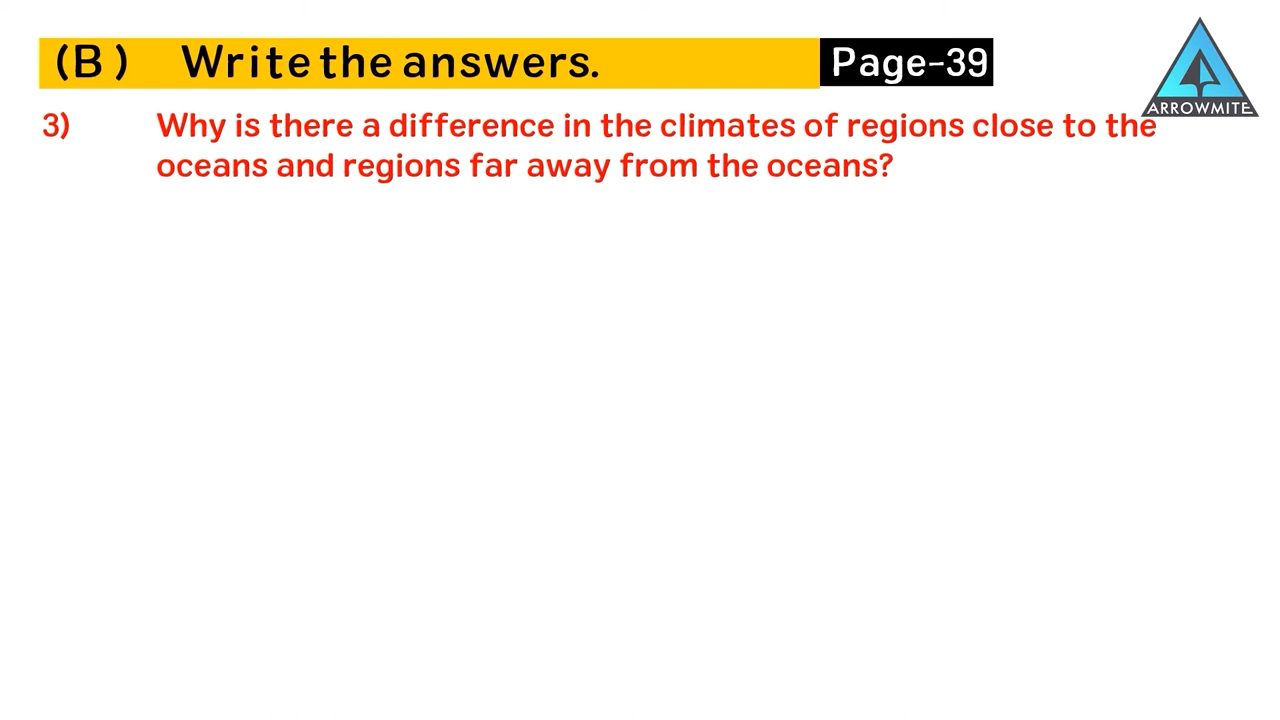 (B) Write the answers. Page-39
ARROWMITE
3) Why is there a difference in the climates of regions close to the
oceans and regions far away from the oceans?